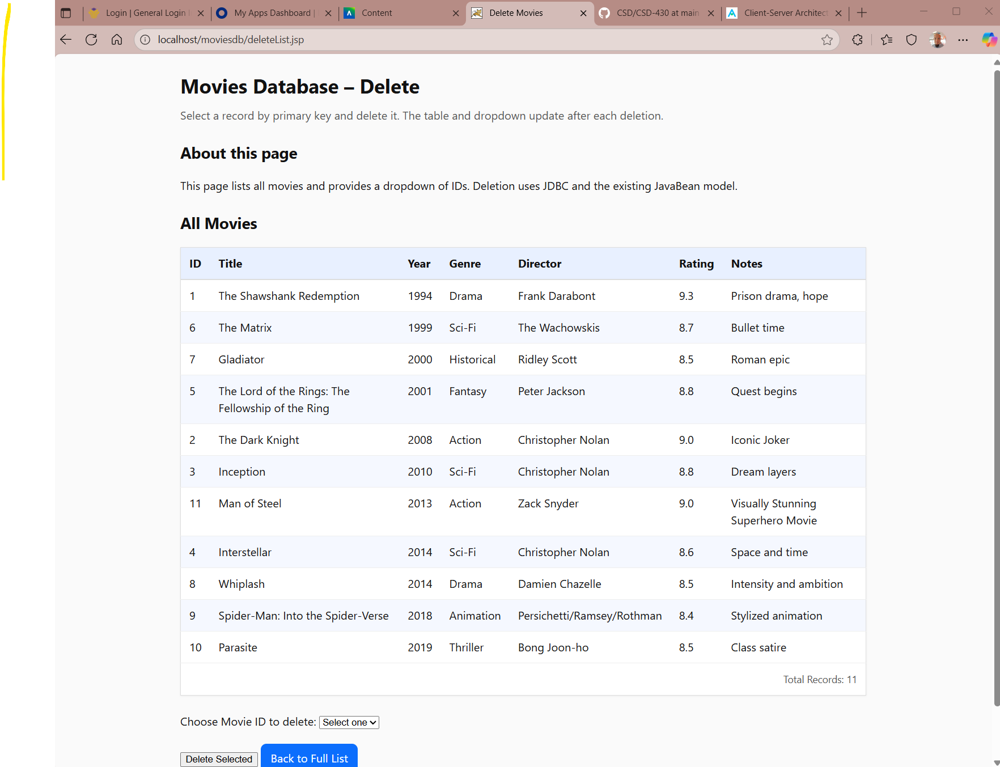 Login | General Login
My Apps Dashboard |
Content
Delete Movies
CSD/CSD-430 at main
Client-Server Architect
localhost/moviesdb/deleteList.jsp
Movies Database – Delete
Select a record by primary key and delete it. The table and dropdown update after each deletion.
About this page
This page lists all movies and provides a dropdown of IDs. Deletion uses JDBC and the existing JavaBean model.
All Movies
ID Title Year Genre Director Rating Notes
1 The Shawshank Redemption 1994 Drama Frank Darabont 9.3 Prison drama, hope
6 The Matrix 1999 Sci-Fi The Wachowskis 8.7 Bullet time
7 Gladiator 2000 Historical Ridley Scott 8.5 Roman epic
5 The Lord of the Rings: The 2001 Fantasy Peter Jackson 8.8 Quest begins
Fellowship of the Ring
2 The Dark Knight 2008 Action Christopher Nolan 9.0 Iconic Joker
3 Inception 2010 Sci-Fi Christopher Nolan 8.8 Dream layers
11 Man of Steel 2013 Action Zack Snyder 9.0 Visually Stunning
Superhero Movie
4 Interstellar 2014 Sci-Fi Christopher Nolan 8.6 Space and time
8 Whiplash 2014 Drama Damien Chazelle 8.5 Intensity and ambition
9 Spider-Man: Into the Spider-Verse 2018 Animation Persichetti/Ramsey/Rothman 8.4 Stylized animation
10 Parasite 2019 Thriller Bong Joon-ho 8.5 Class satire
Total Records: 11
Choose Movie ID to delete: Select one
Delete Selected Back to Full List